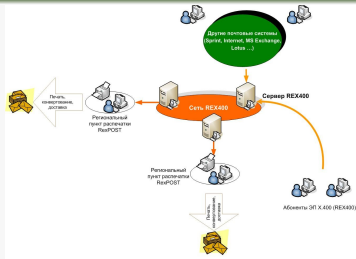 Другие почтовые системы
(Sprint, Internet, MS Exchange,
Lotus ...)
Сервер REX400
Сеть REX400
Печать,
конвертование,
доставка
Региональный
пункт распечатки
RexPOST
Региональный
пункт распечатки
RexPOST
Абоненты ЭП X.400 (REX400)
Печать,
конвертование,
доставка